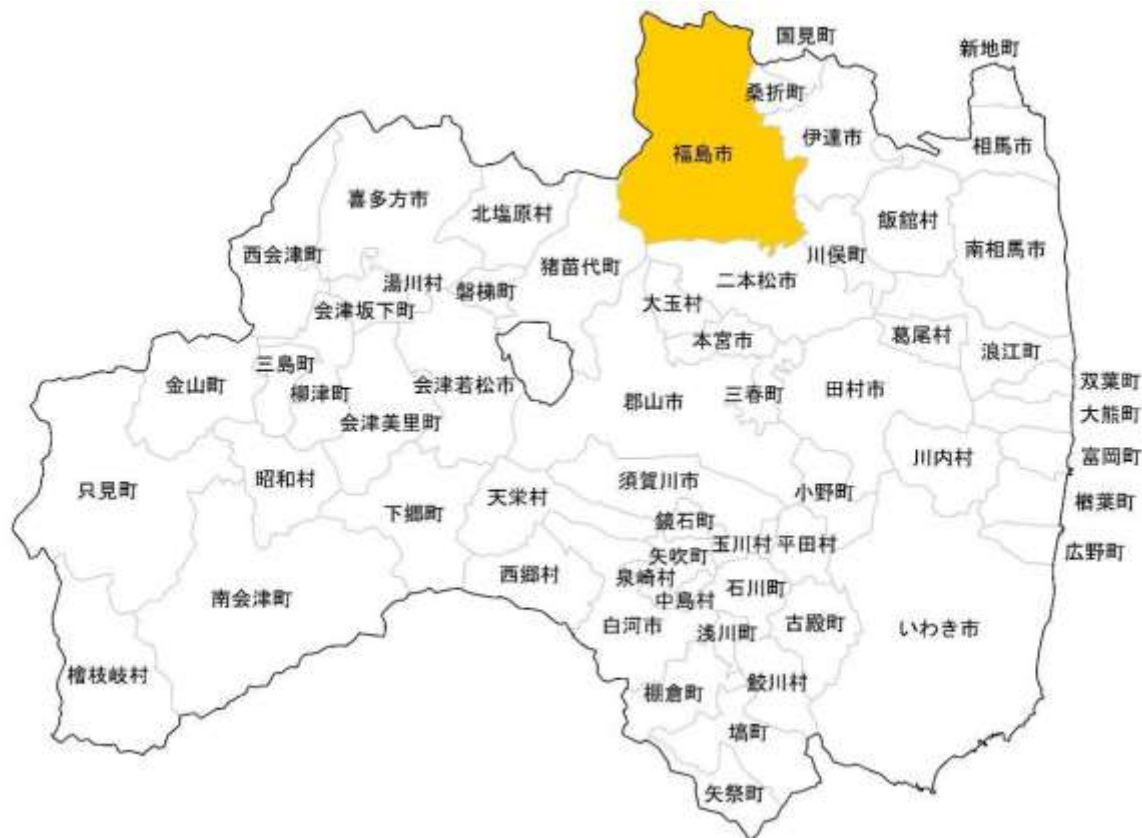 国見町
新地町
桑折町
伊達市
相馬市
福島市
喜多方市
北塩原村
飯舘村
西会津町
猪苗代町
川俣町
南相馬市
湯川村
磐梯町
二本松市
会津坂下町
大玉村
本宮市
葛尾村
浪江町
三島町
金山町
柳津町
会津若松市
三春町
田村市
双葉町
郡山市
大熊町
会津美里町
川内村
富岡町
只見町
昭和村
須賀川市
小野町
楢葉町
下郷町
天栄村
鏡石町
玉川村
平田村
広野町
矢吹町
西郷村
泉崎村
石川町
南会津町
中島村
白河市
浅川町
古殿町
いわき市
檜枝岐村
棚倉町
鮫川村
塙町
矢祭町